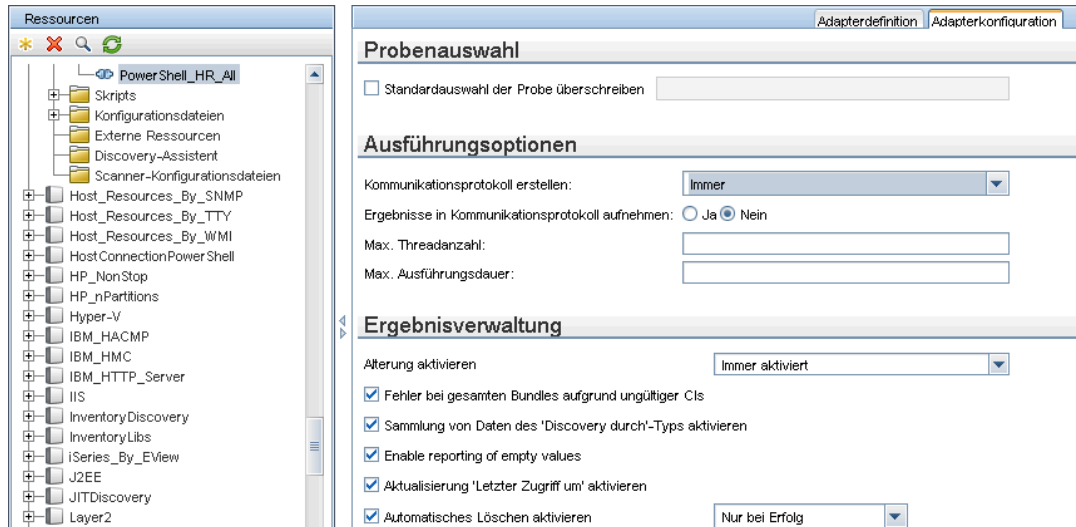 Ressourcen
PowerShell_HR_All
Skripts
Konfigurationsdateien
Externe Ressourcen
Discovery-Assistent
Scanner-Konfigurationsdateien
Host_Resources_By_SNMP
Host_Resources_By_TTY
Host_Resources_By_WMI
HostConnectionPowerShell
HP_NonStop
HP_nPartitions
Hyper-V
IBM_HACMP
IBM_HMC
IBM_HTTP_Server
IIS
InventoryDiscovery
InventoryLibs
iSeries_By_EView
J2EE
JITDiscovery
Layer2
Adapterdefinition Adapterkonfiguration
Probenauswahl
Standardauswahl der Probe überschreiben
Ausführungsoptionen
Kommunikationsprotokoll erstellen: Immer
Ergebnisse in Kommunikationsprotokoll aufnehmen: Ja Nein
Max. Threadanzahl:
Max. Ausführungsdauer:
Ergebnisverwaltung
Alterung aktivieren Immer aktiviert
Fehler bei gesamten Bundles aufgrund ungültiger CIs
Sammlung von Daten des 'Discovery durch'-Typs aktivieren
Enable reporting of empty values
Aktualisierung 'Letzter Zugriff um' aktivieren
Automatisches Löschen aktivieren Nur bei Erfolg